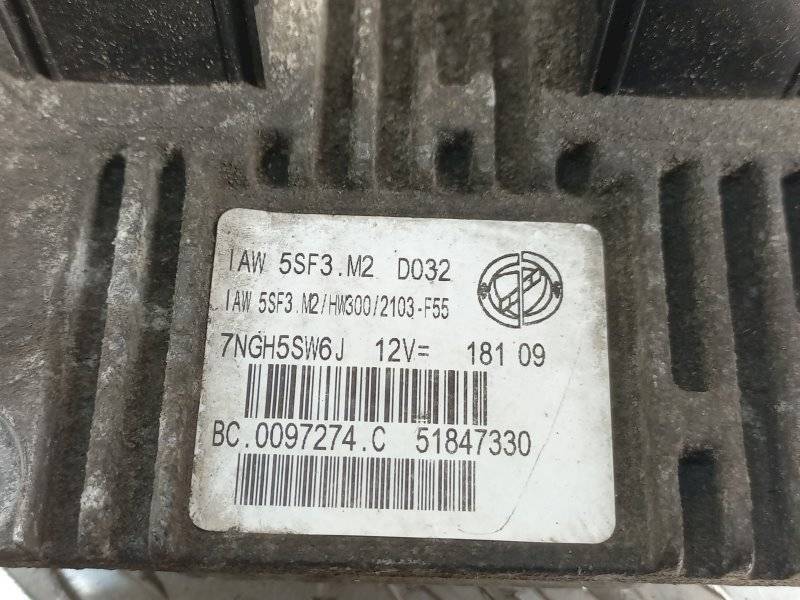 IAW 5SF3.M2 D032
IAW 5SF3.M2/HW300/2103-F55
7NGH5SW6J 12V= 181 09
BC.0097274.C 51847330